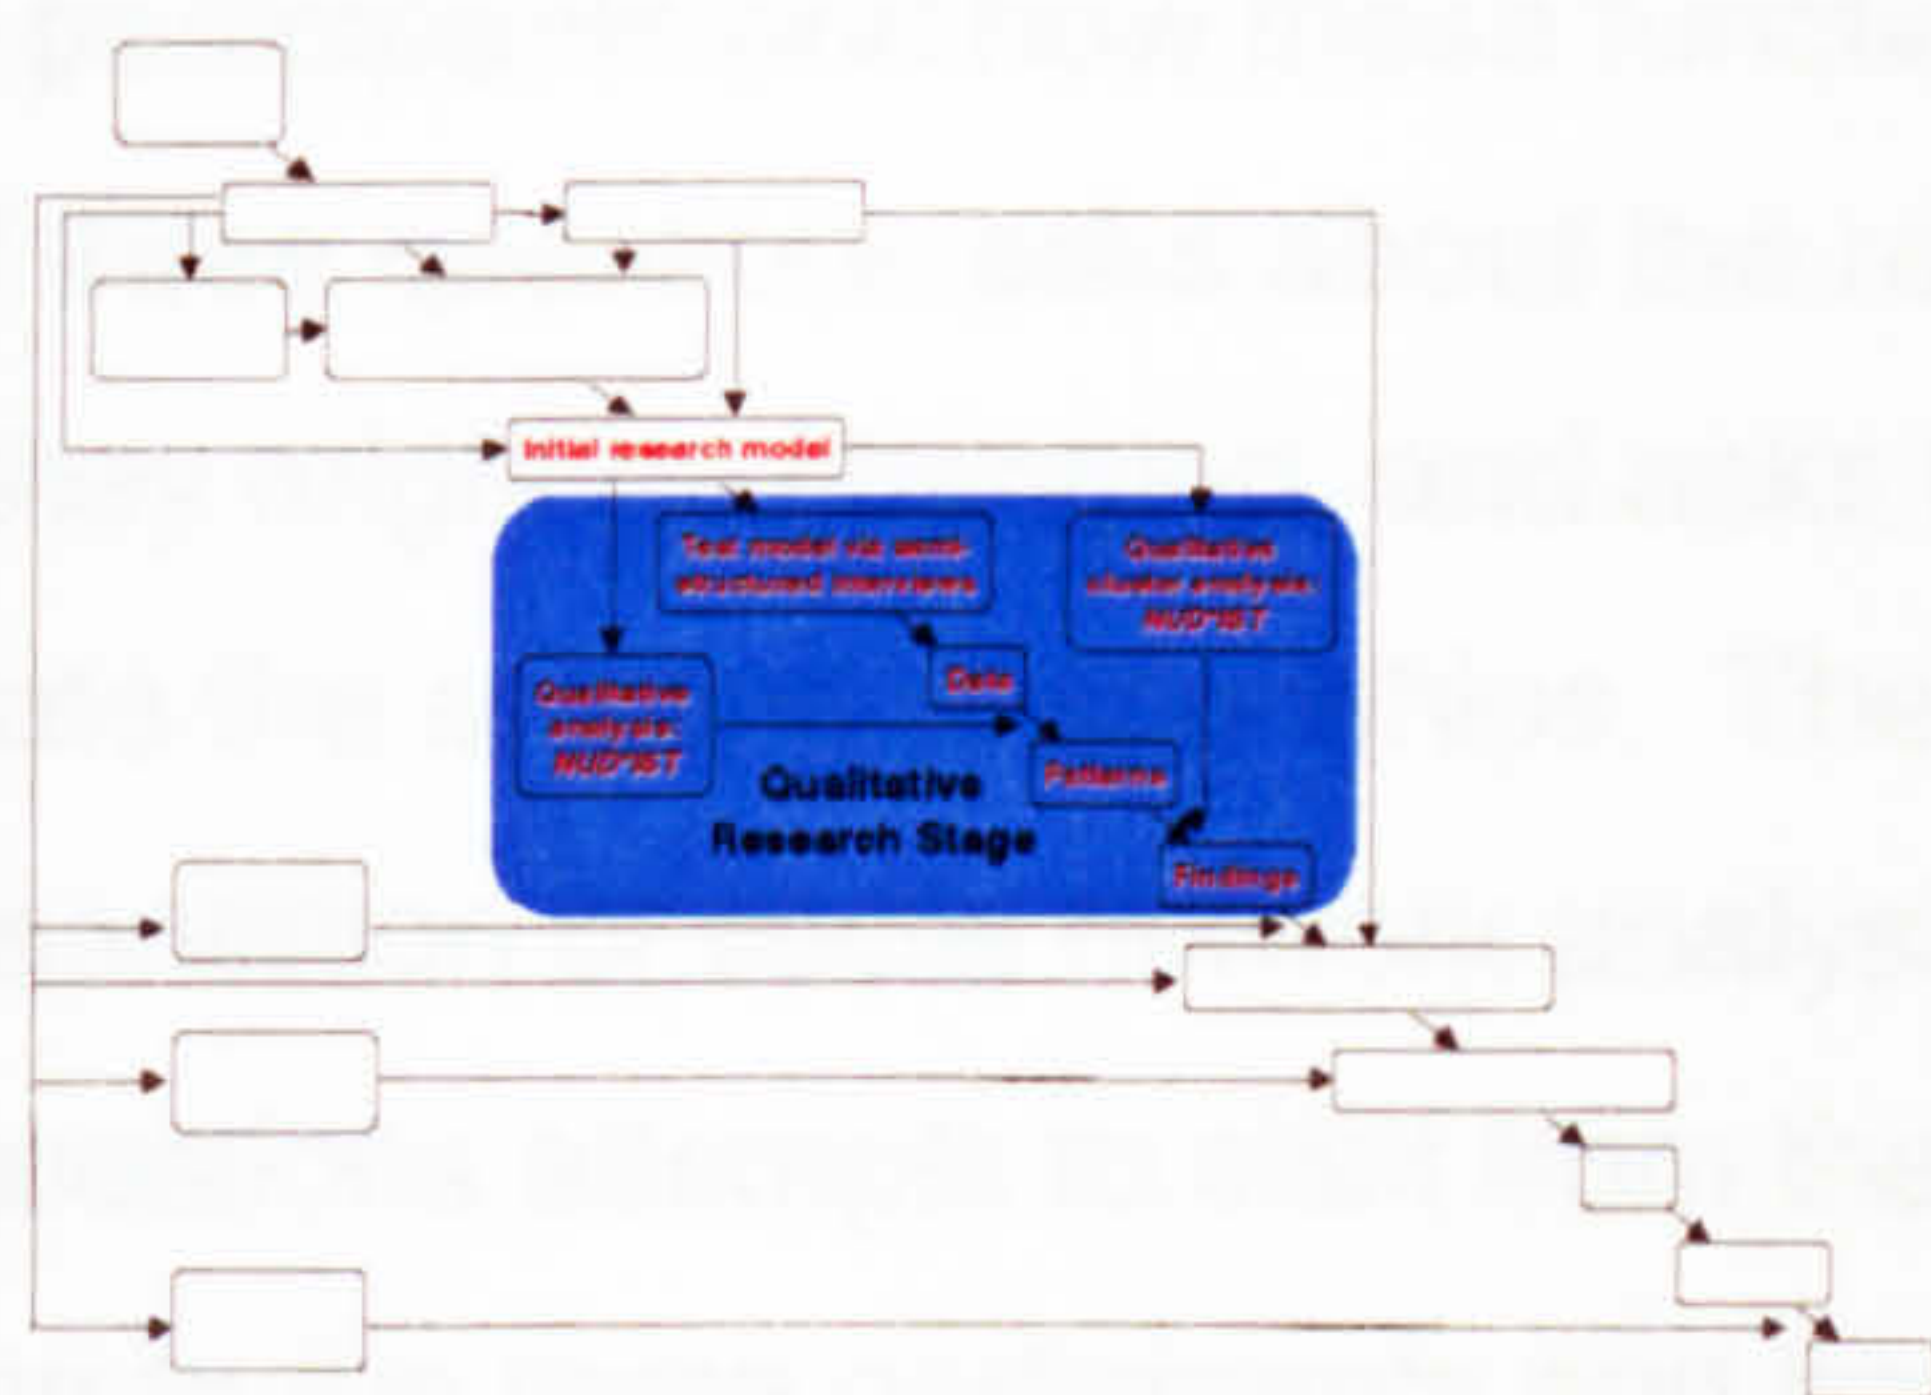 Initial research model
Test model via semi-
structured interviews
Qualitative
cluster analysis:
NUD*IST
Data
Qualitative
analysis:
NUD*IST
Patterns
Qualitative
Research Stage
Findings